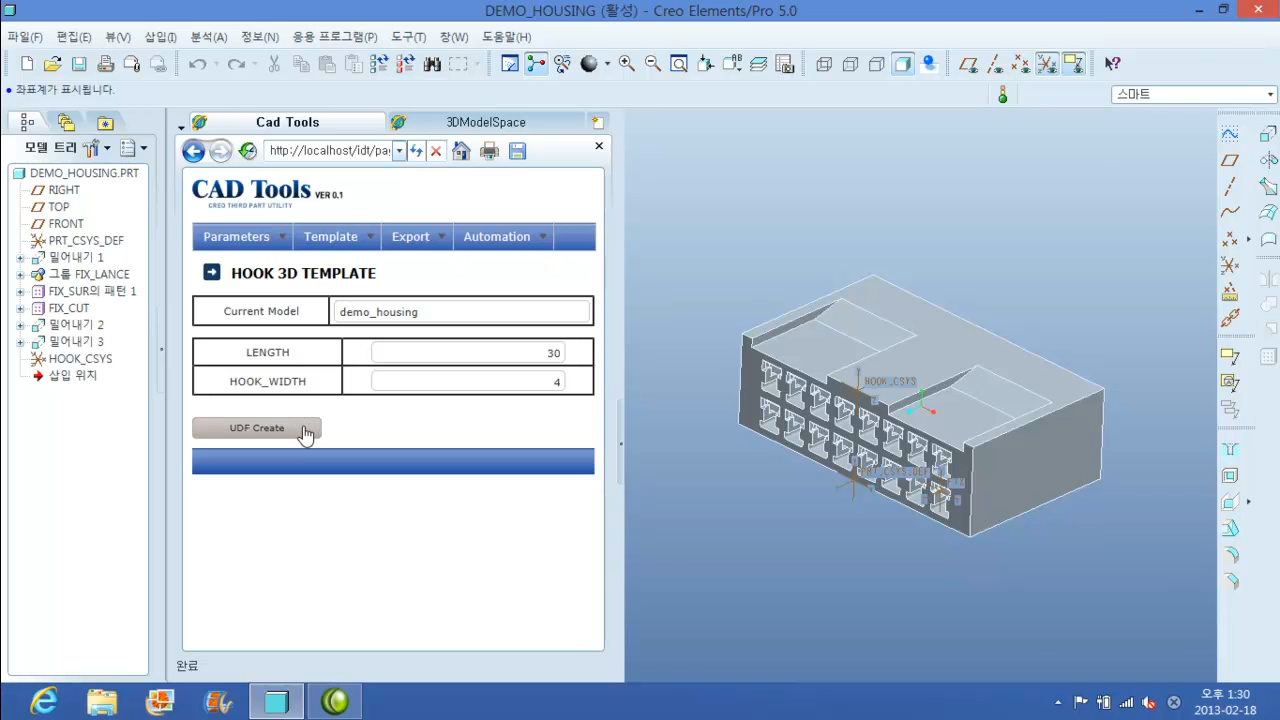 DEMO_HOUSING (활성) - Creo Elements/Pro 5.0
파일(F) 편집(E) 뷰(V) 삽입(I) 분석(A) 정보(N) 응용 프로그램(P) 도구(T) 창(W) 도움말(H)
좌표계가 표시됩니다.
스마트
Cad Tools
3DModelSpace
모델 트리
http://localhost/idt/pa
DEMO_HOUSING.PRT
RIGHT
TOP
FRONT
PRT_CSYS_DEF
밀어내기 1
그룹 FIX_LANCE
FIX_SUR의 패턴 1
FIX_CUT
밀어내기 2
밀어내기 3
HOOK_CSYS
삽입 위치
CAD Tools VER 0.1
CREO THIRD PART UTILITY
Parameters Template Export Automation
HOOK 3D TEMPLATE
Current Model demo_housing
LENGTH 30
HOOK_WIDTH 4
UDF Create
완료
HOOK_CSYS
PRT_CSYS_DEF
오후 1:30
2013-02-18